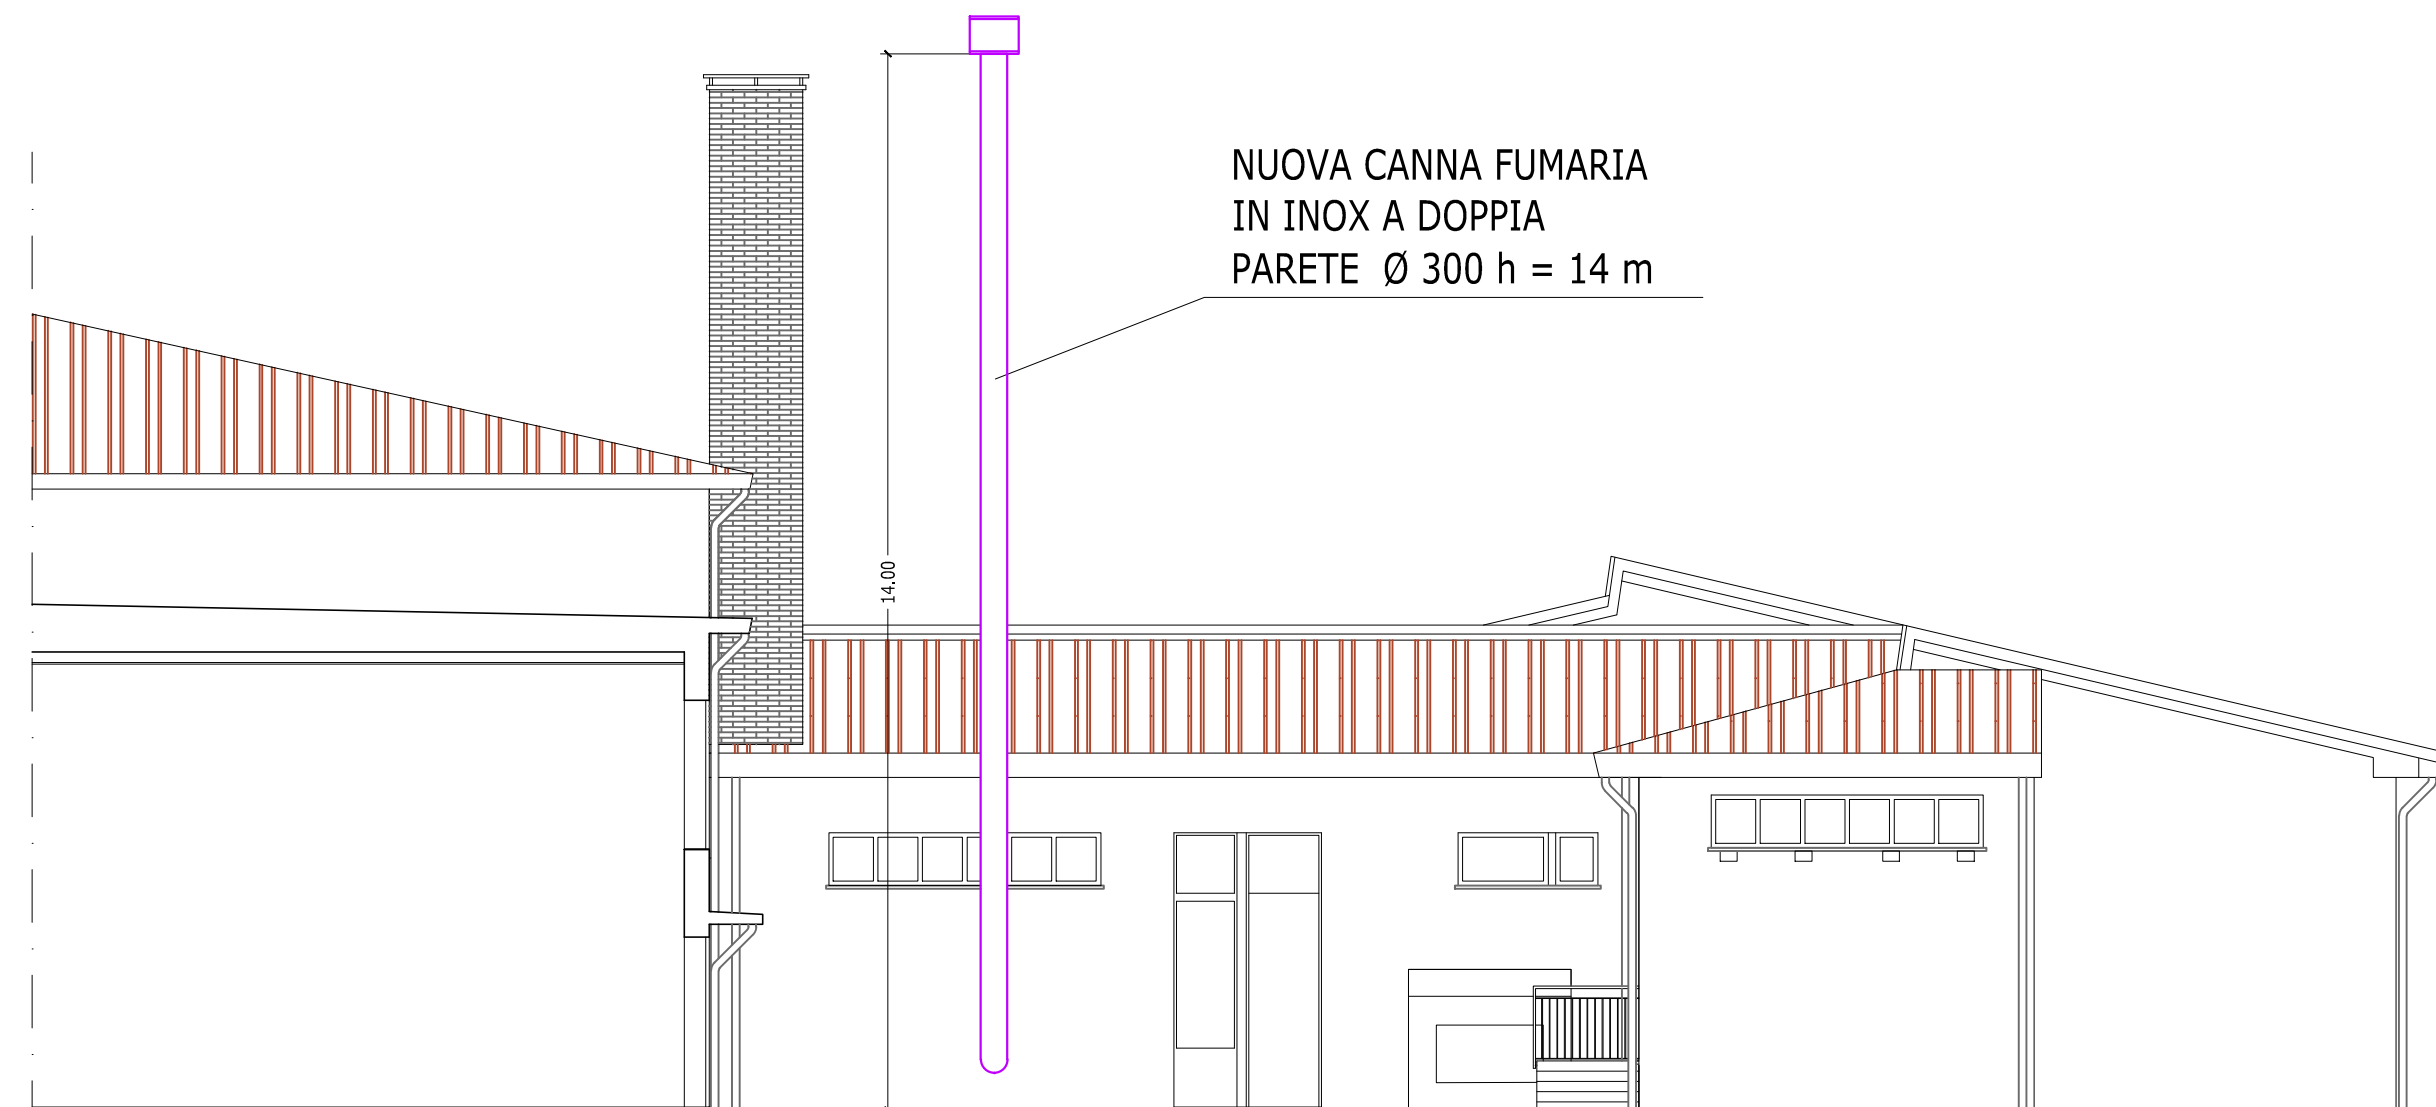 NUOVA CANNA FUMARIA
IN INOX A DOPPIA
PARETE Ø 300 h = 14 m
14.00